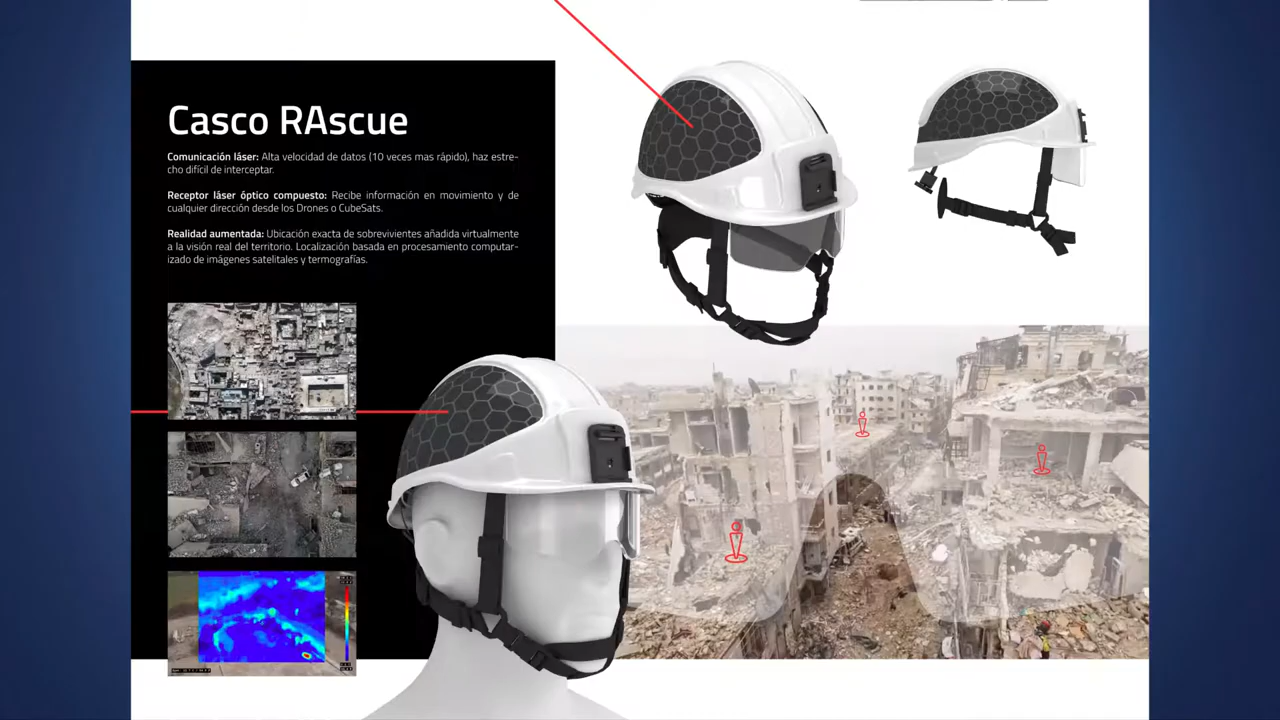 Casco RAscue
Comunicación láser: Alta velocidad de datos (10 veces mas rápido), haz estre-
cho difícil de interceptar.
Receptor láser óptico compuesto: Recibe información en movimiento y de
cualquier dirección desde los Drones o CubeSats.
Realidad aumentada: Ubicación exacta de sobrevivientes añadida virtualmente
a la visión real del territorio. Localización basada en procesamiento computar-
izado de imágenes satelitales y termografías.